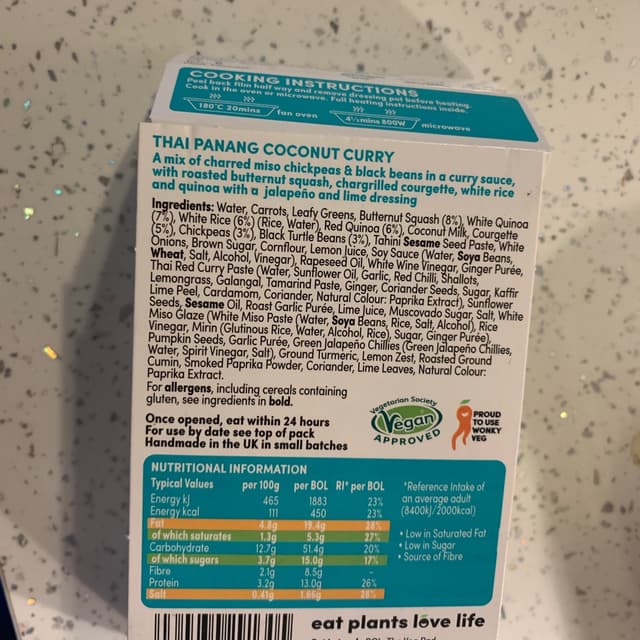 COOKING INSTRUCTIONS
Peel back film half way and remove dressing pot before heating.
Cook in the oven or microwave. Full heating instructions inside.
180°C 20mins fan oven
4½mins 800W microwave
THAI PANANG COCONUT CURRY
A mix of charred miso chickpeas & black beans in a curry sauce,
with roasted butternut squash, chargrilled courgette, white rice
and quinoa with a jalapeño and lime dressing
Ingredients: Water, Carrots, Leafy Greens, Butternut Squash (8%), White Quinoa
(7%), White Rice (6%) (Rice, Water), Red Quinoa (6%), Coconut Milk, Courgette
(5%), Chickpeas (3%), Black Turtle Beans (3%), Tahini Sesame Seed Paste, White
Onions, Brown Sugar, Cornflour, Lemon Juice, Soy Sauce (Water, Soya Beans,
Wheat, Salt, Alcohol, Vinegar), Rapeseed Oil, White Wine Vinegar, Ginger Purée,
Thai Red Curry Paste (Water, Sunflower Oil, Garlic, Red Chilli, Shallots,
Lemongrass, Galangal, Tamarind Paste, Ginger, Coriander Seeds, Sugar, Kaffir
Lime Peel, Cardamom, Coriander, Natural Colour: Paprika Extract), Sunflower
Seeds, Sesame Oil, Roast Garlic Purée, Lime Juice, Muscovado Sugar, Salt, White
Miso Glaze (White Miso Paste (Water, Soya Beans, Rice, Salt, Alcohol), Rice
Vinegar, Mirin (Glutinous Rice, Water, Alcohol, Rice), Sugar, Ginger Purée),
Pumpkin Seeds, Garlic Purée, Green Jalapeño Chillies (Green Jalapeño Chillies,
Water, Spirit Vinegar, Salt), Ground Turmeric, Lemon Zest, Roasted Ground
Cumin, Smoked Paprika Powder, Coriander, Lime Leaves, Natural Colour:
Paprika Extract.
For allergens, including cereals containing
gluten, see ingredients in bold.
Once opened, eat within 24 hours
For use by date see top of pack
Handmade in the UK in small batches
Vegetarian Society
Vegan
APPROVED
PROUD
TO USE
WONKY
VEG
NUTRITIONAL INFORMATION
Typical Values per 100g per BOL RI* per BOL
Energy kJ 465 1883 23%
Energy kcal 111 450 23%
Fat 4.8g 19.4g 28%
of which saturates 1.3g 5.3g 27%
Carbohydrate 12.7g 51.4g 20%
of which sugars 3.7g 15.0g 17%
Fibre 2.1g 8.5g -
Protein 3.2g 13.0g 26%
Salt 0.41g 1.66g 28%
*Reference Intake of
an average adult
(8400kJ/2000kcal)
• Low in Saturated Fat
• Low in Sugar
• Source of Fibre
eat plants love life